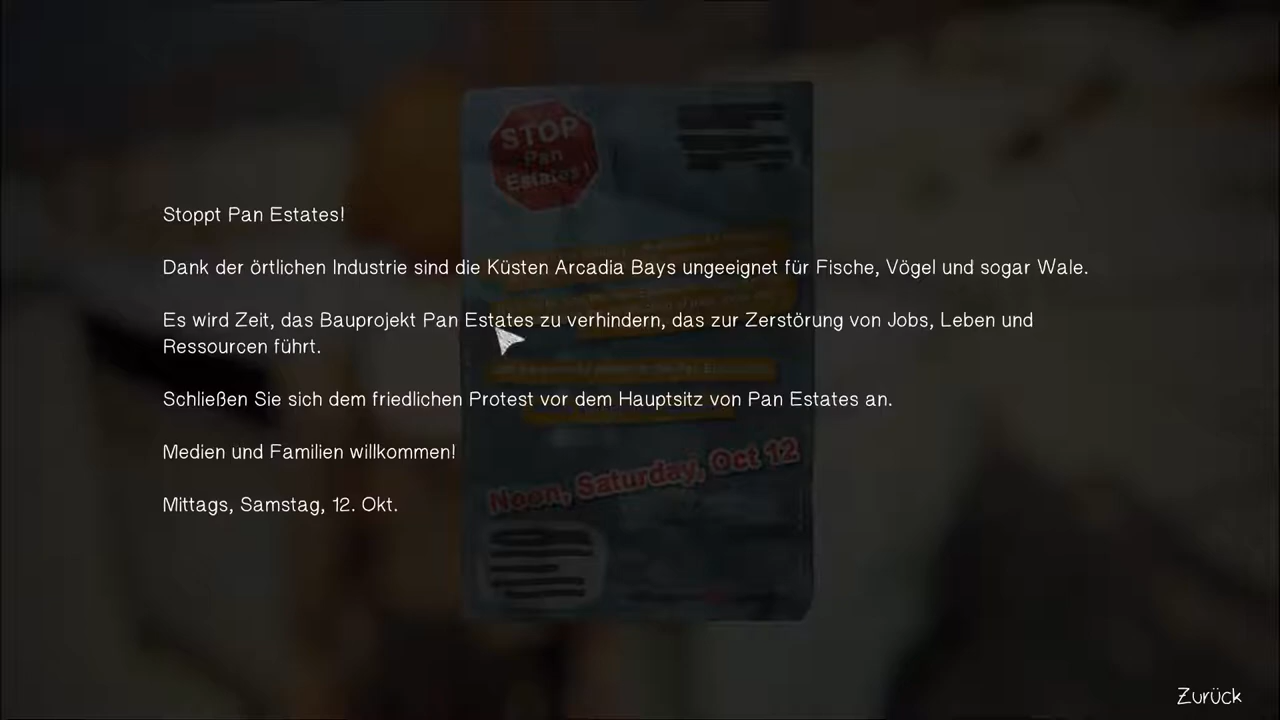 STOP
Pan
Estates!
Stoppt Pan Estates!
Dank der örtlichen Industrie sind die Küsten Arcadia Bays ungeeignet für Fische, Vögel und sogar Wale.
Es wird Zeit, das Bauprojekt Pan Estates zu verhindern, das zur Zerstörung von Jobs, Leben und
Ressourcen führt.
Schließen Sie sich dem friedlichen Protest vor dem Hauptsitz von Pan Estates an.
Medien und Familien willkommen!
Noon, Saturday, Oct 12
Mittags, Samstag, 12. Okt.
Zurück